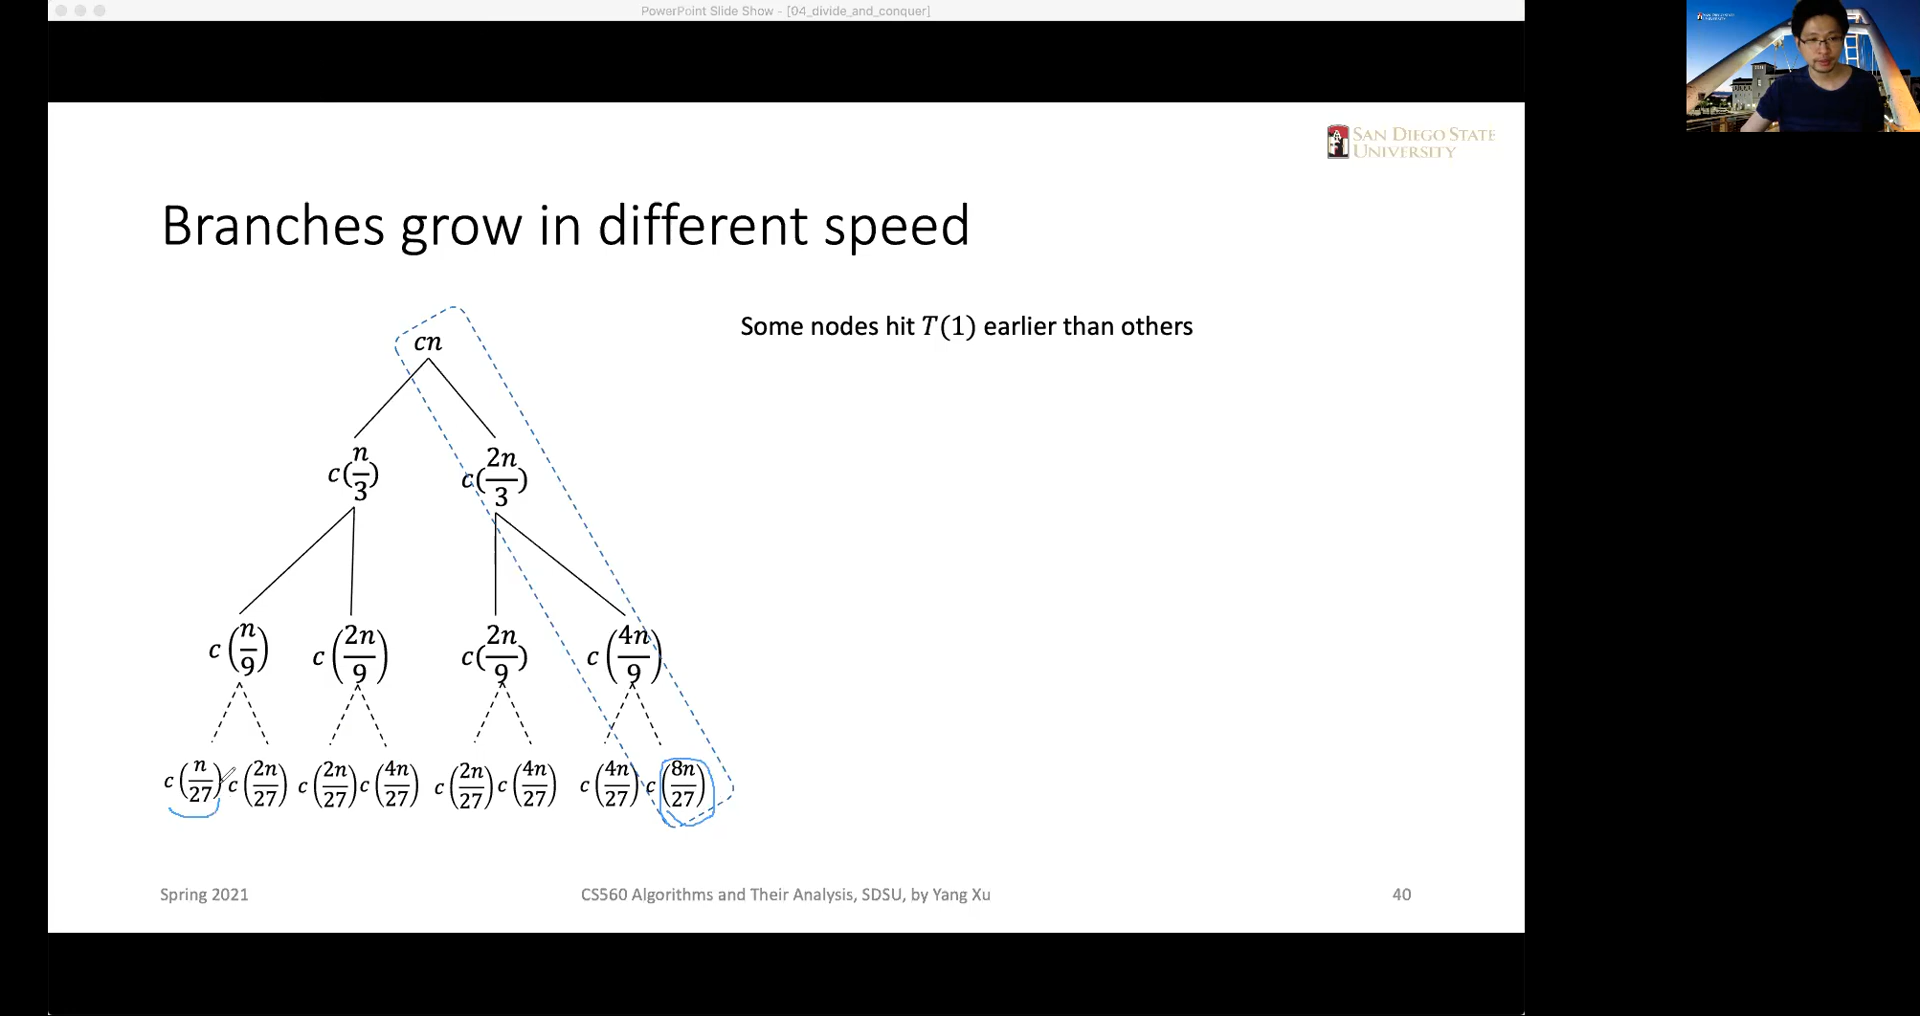 PowerPoint Slide Show - [04_divide_and_conquer]
SAN DIEGO STATE
UNIVERSITY
Branches grow in different speed
Some nodes hit T(1) earlier than others
cn
c(n/3) c(2n/3)
c(n/9) c(2n/9) c(2n/9) c(4n/9)
c(n/27) c(2n/27) c(2n/27) c(4n/27) c(2n/27) c(4n/27) c(4n/27) c(8n/27)
Spring 2021 CS560 Algorithms and Their Analysis, SDSU, by Yang Xu 40